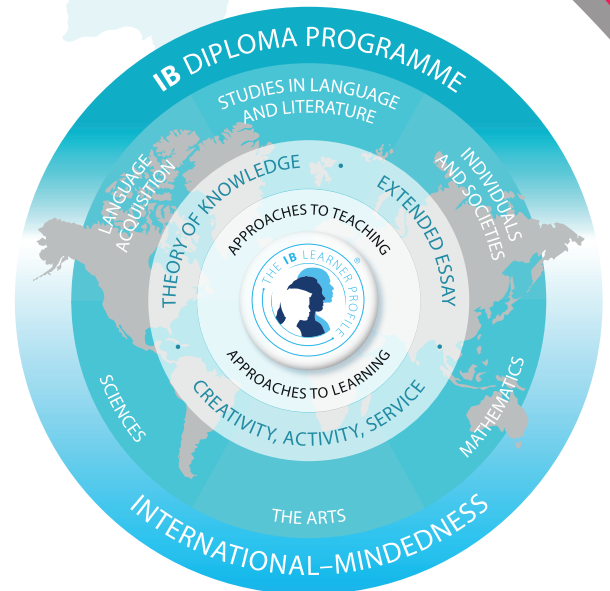 IB DIPLOMA PROGRAMME
STUDIES IN LANGUAGE
AND LITERATURE
LANGUAGE
ACQUISITION
INDIVIDUALS
AND SOCIETIES
THEORY OF KNOWLEDGE
EXTENDED ESSAY
APPROACHES TO TEACHING
THE IB LEARNER PROFILE®
APPROACHES TO LEARNING
CREATIVITY, ACTIVITY, SERVICE
SCIENCES
MATHEMATICS
THE ARTS
INTERNATIONAL–MINDEDNESS